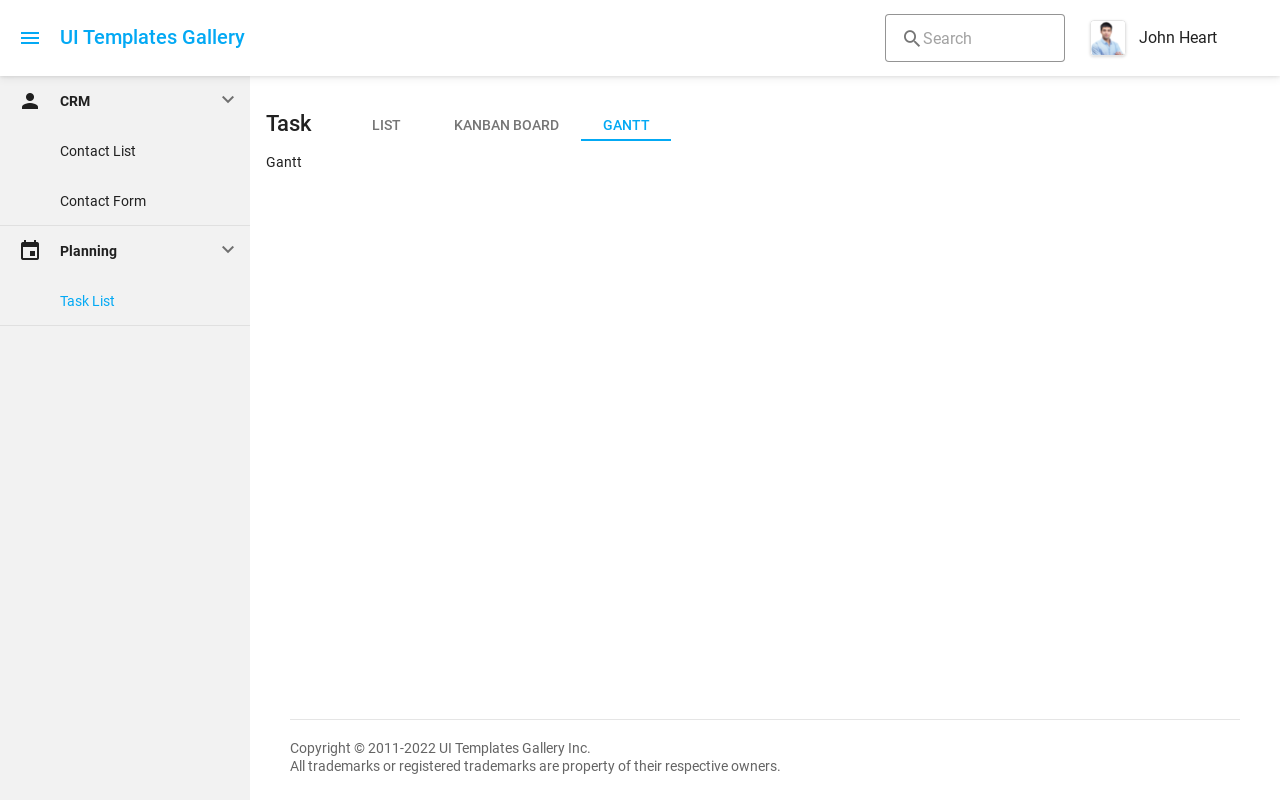 UI Templates Gallery
Search
John Heart
CRM
Contact List
Contact Form
Planning
Task List
Task
LIST
KANBAN BOARD
GANTT
Gantt
Copyright © 2011-2022 UI Templates Gallery Inc.
All trademarks or registered trademarks are property of their respective owners.